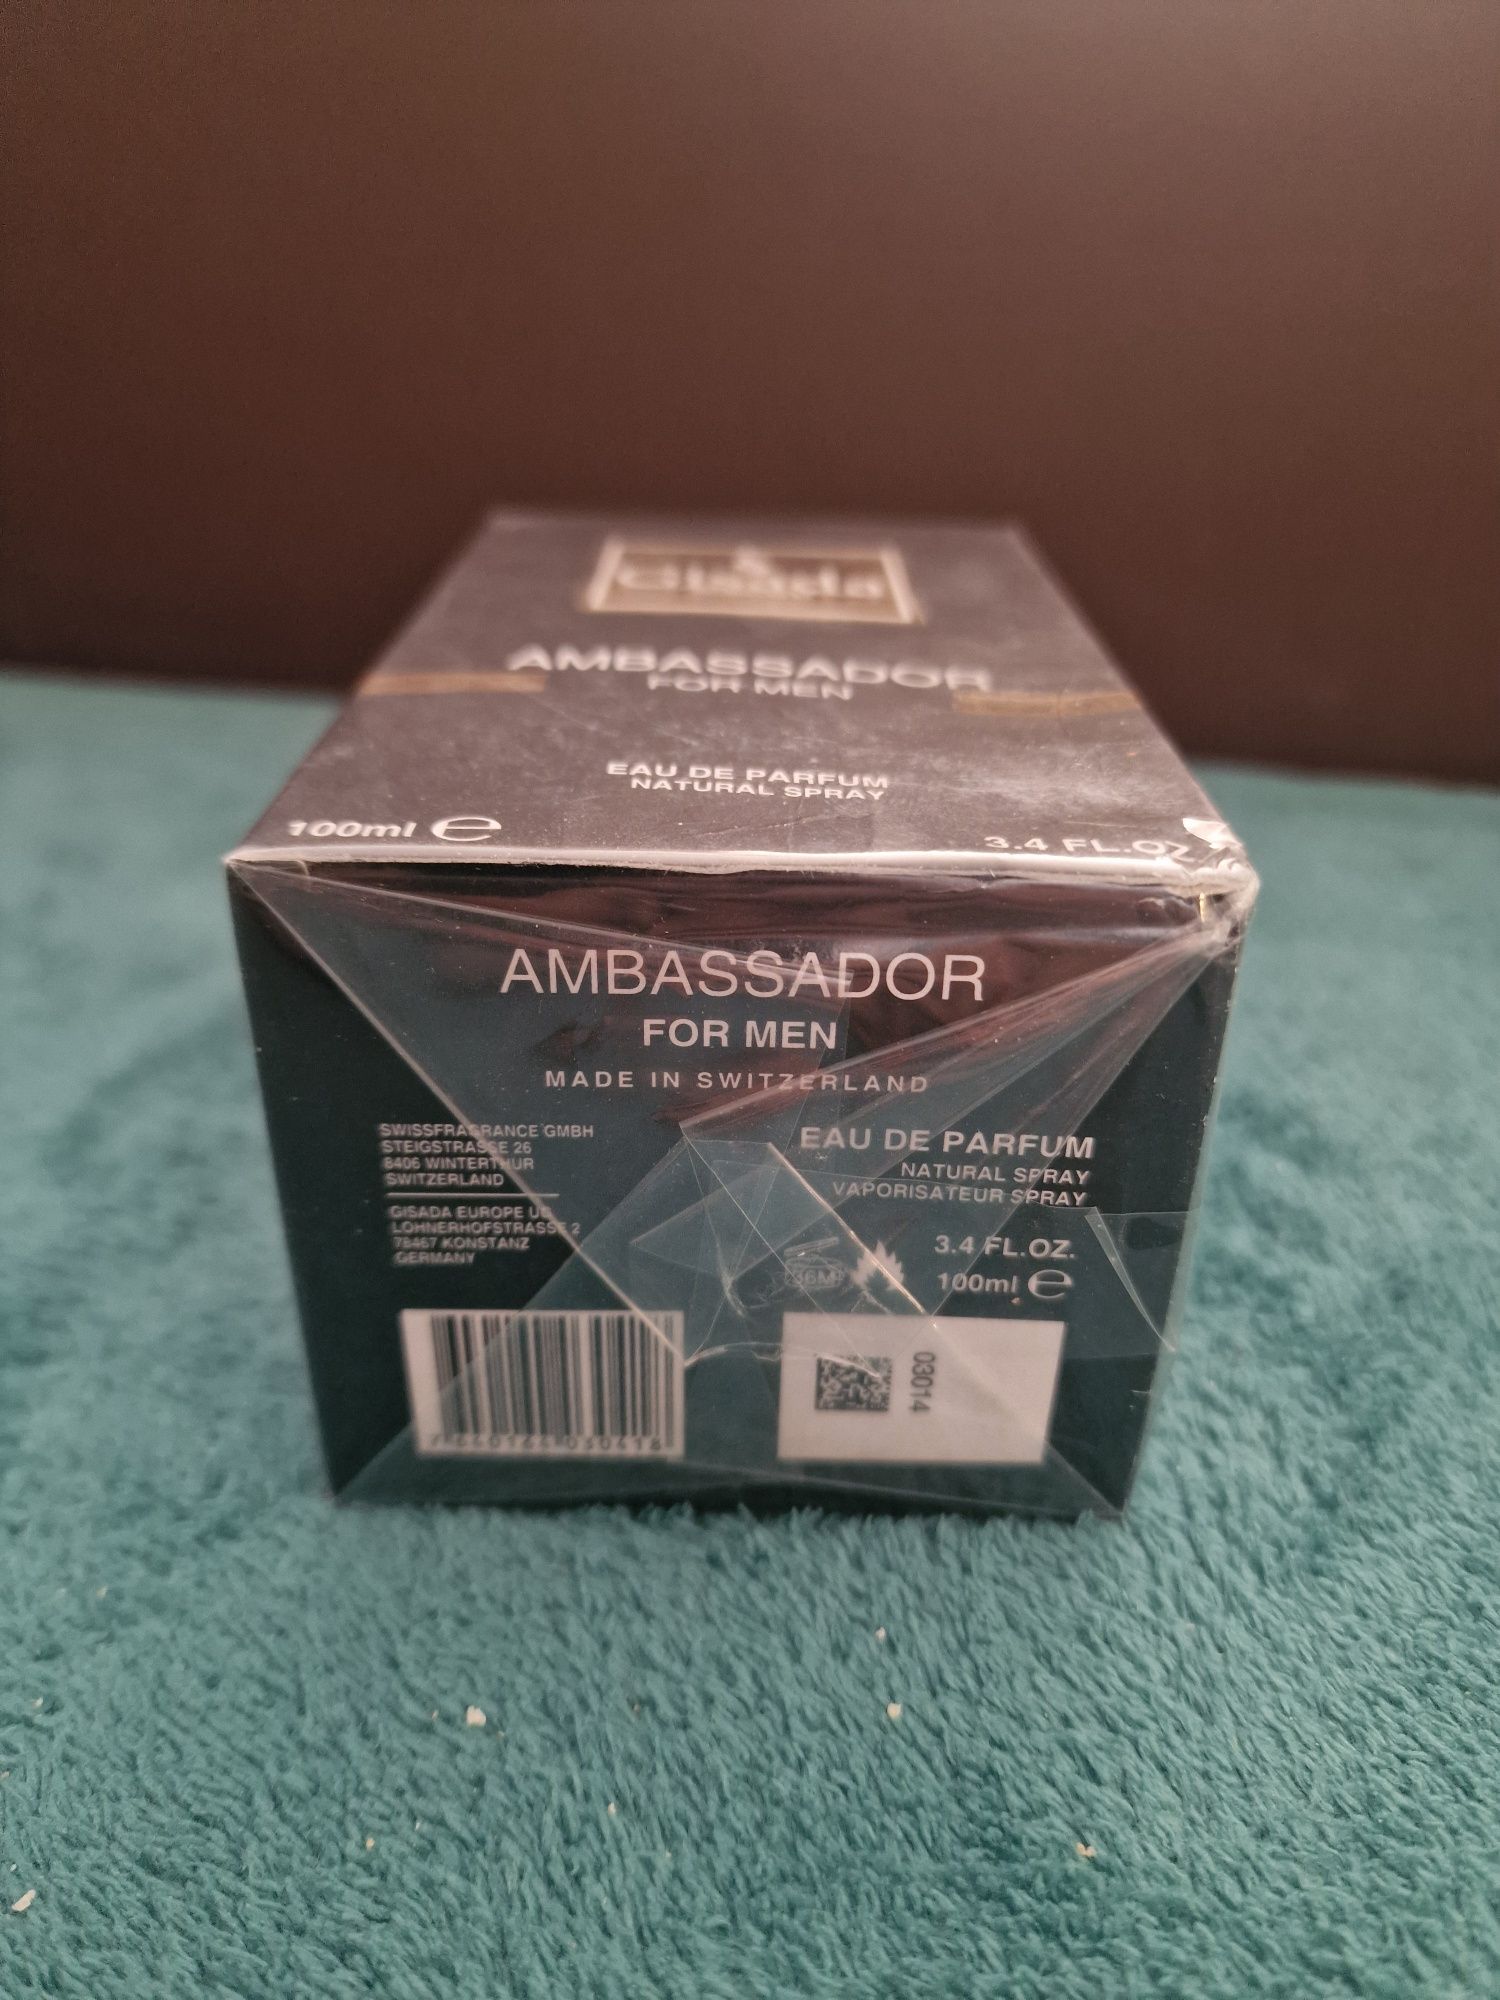 Gisada
AMBASSADOR
FOR MEN
EAU DE PARFUM
NATURAL SPRAY
100ml e
3.4 FL.OZ
AMBASSADOR
FOR MEN
MADE IN SWITZERLAND
SWISSFRAGRANCE GMBH
STEIGSTRASSE 26
8406 WINTERTHUR
SWITZERLAND
GISADA EUROPE UG
LOHNERHOFSTRASSE 2
78467 KONSTANZ
GERMANY
EAU DE PARFUM
NATURAL SPRAY
VAPORISATEUR SPRAY
36M
3.4 FL.OZ.
100ml e
03014